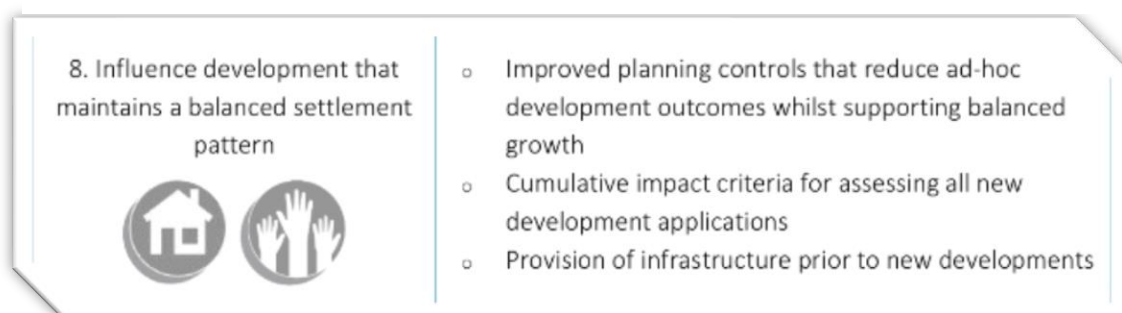 8. Influence development that
maintains a balanced settlement
pattern
o Improved planning controls that reduce ad-hoc
development outcomes whilst supporting balanced
growth
o Cumulative impact criteria for assessing all new
development applications
o Provision of infrastructure prior to new developments